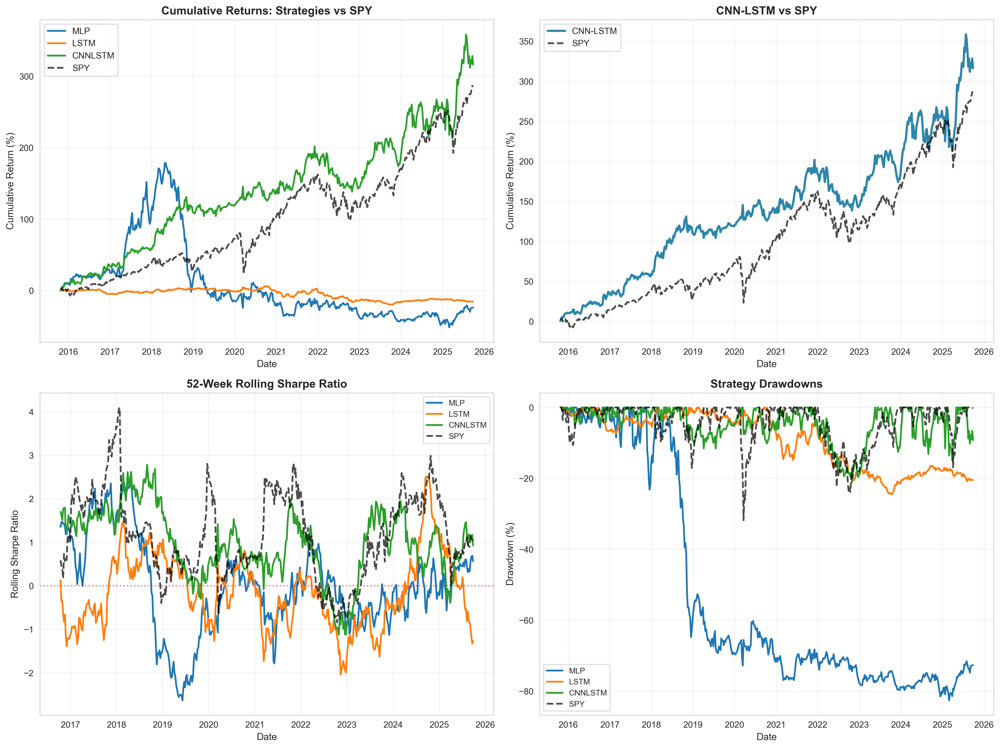 Cumulative Returns: Strategies vs SPY
MLP
LSTM
CNNLSTM
SPY
Cumulative Return (%)
300
200
100
0
2016 2017 2018 2019 2020 2021 2022 2023 2024 2025 2026
Date
CNN-LSTM vs SPY
CNN-LSTM
SPY
Cumulative Return (%)
350
300
250
200
150
100
50
0
2016 2017 2018 2019 2020 2021 2022 2023 2024 2025 2026
Date
52-Week Rolling Sharpe Ratio
MLP
LSTM
CNNLSTM
SPY
Rolling Sharpe Ratio
4
3
2
1
0
−1
−2
2017 2018 2019 2020 2021 2022 2023 2024 2025 2026
Date
Strategy Drawdowns
Drawdown (%)
0
−20
−40
−60
−80
MLP
LSTM
CNNLSTM
SPY
2016 2017 2018 2019 2020 2021 2022 2023 2024 2025 2026
Date